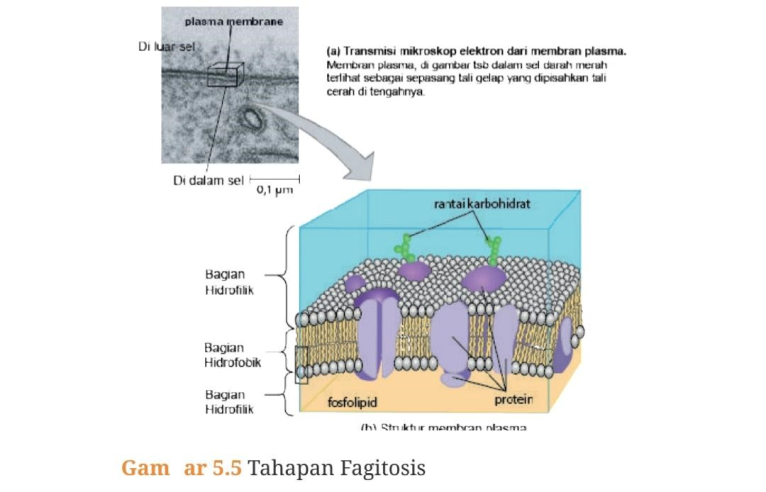 plasma membrane
Di luar sel
(a) Transmisi mikroskop elektron dari membran plasma.
Membran plasma, di gambar tsb dalam sel darah merah
terlihat sebagai sepasang tali gelap yang dipisahkan tali
cerah di tengahnya.
Di dalam sel
0,1 µm
rantai karbohidrat
Bagian
Hidrofilik
Bagian
Hidrofobik
Bagian
Hidrofilik
fosfolipid
protein
(b) Struktur membran plasma
Gam ar 5.5 Tahapan Fagitosis